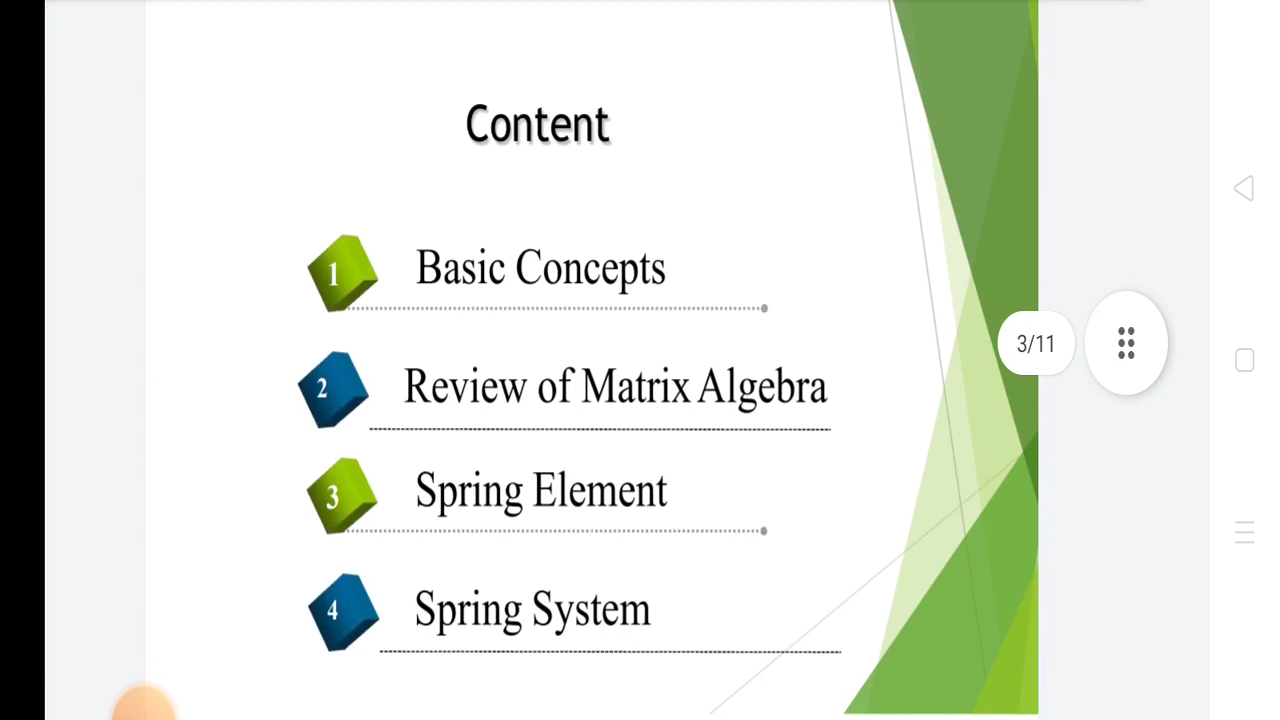 Content
1 Basic Concepts
2 Review of Matrix Algebra
3 Spring Element
4 Spring System
3/11